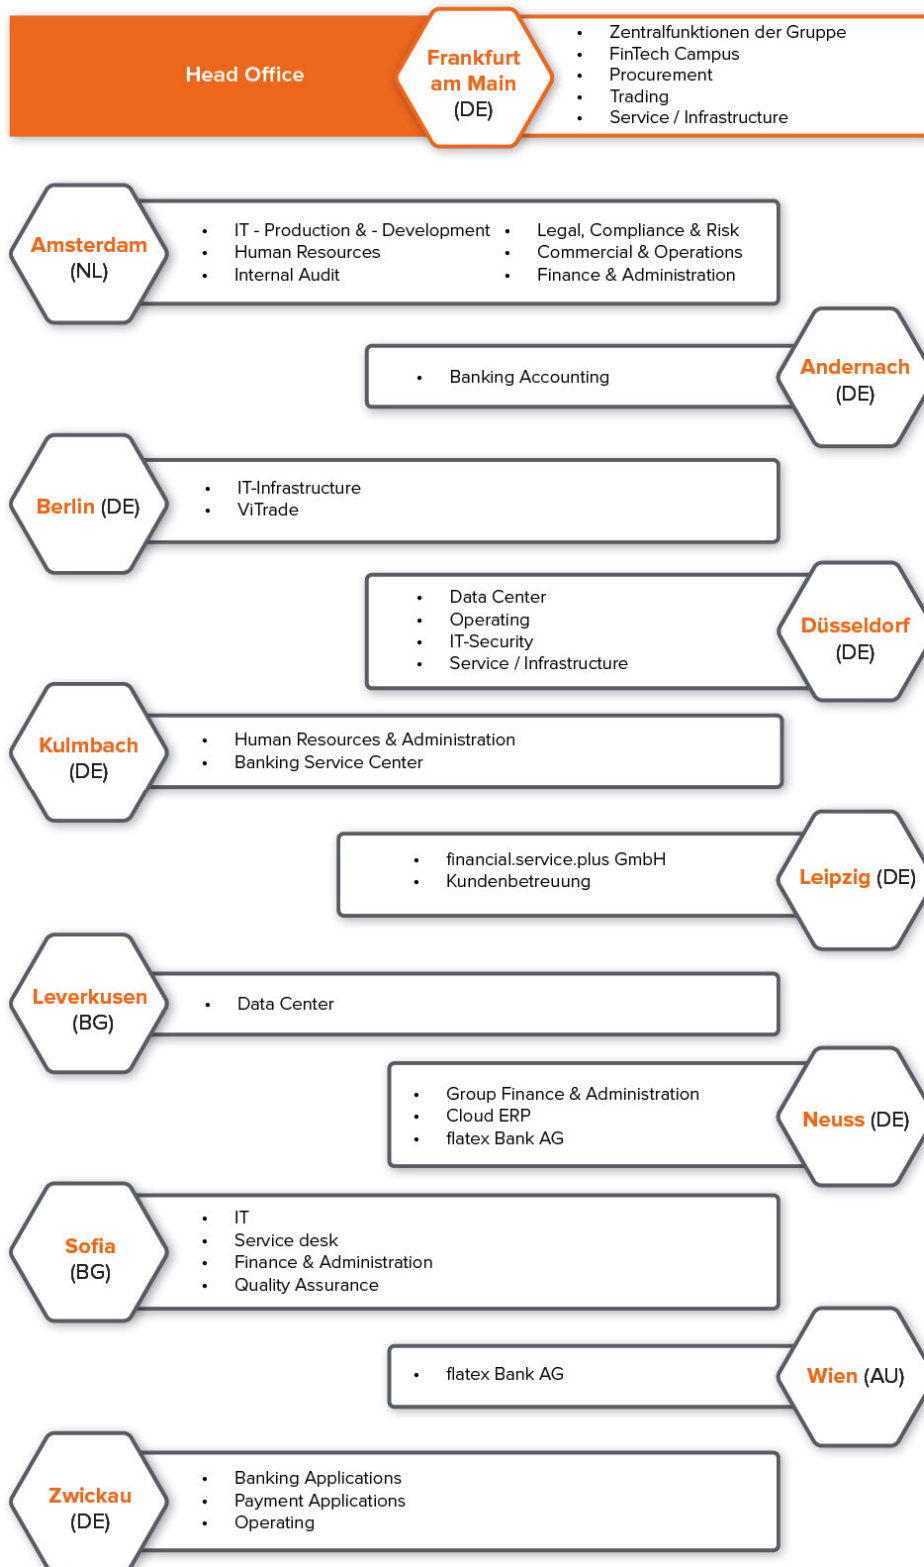 Head Office
Frankfurt
am Main
(DE)
• Zentralfunktionen der Gruppe
• FinTech Campus
• Procurement
• Trading
• Service / Infrastructure
Amsterdam
(NL)
• IT - Production & - Development
• Human Resources
• Internal Audit
• Legal, Compliance & Risk
• Commercial & Operations
• Finance & Administration
• Banking Accounting
Andernach
(DE)
Berlin (DE)
• IT-Infrastructure
• ViTrade
• Data Center
• Operating
• IT-Security
• Service / Infrastructure
Düsseldorf
(DE)
Kulmbach
(DE)
• Human Resources & Administration
• Banking Service Center
• financial.service.plus GmbH
• Kundenbetreuung
Leipzig (DE)
Leverkusen
(BG)
• Data Center
• Group Finance & Administration
• Cloud ERP
• flatex Bank AG
Neuss (DE)
Sofia
(BG)
• IT
• Service desk
• Finance & Administration
• Quality Assurance
• flatex Bank AG
Wien (AU)
Zwickau
(DE)
• Banking Applications
• Payment Applications
• Operating